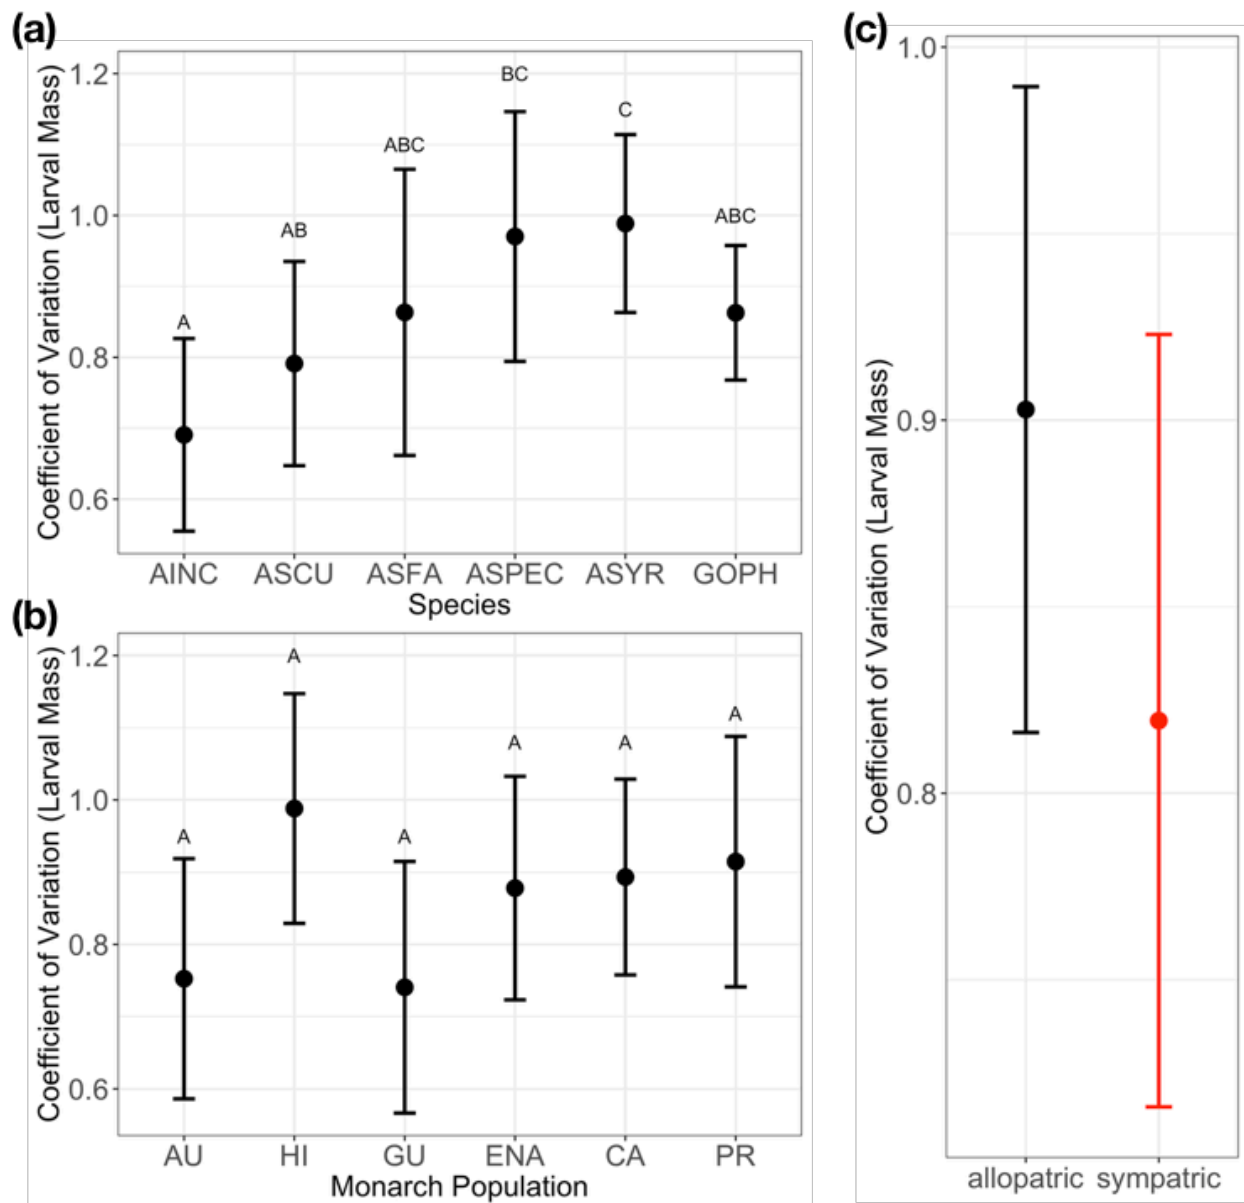 (a)
Coefficient of Variation (Larval Mass)
1.2
1.0
0.8
0.6
A
AB
ABC
BC
C
ABC
AINC ASCU ASFA ASPEC ASYR GOPH
Species
(b)
Coefficient of Variation (Larval Mass)
1.2
1.0
0.8
0.6
A
A
A
A
A
A
AU HI GU ENA CA PR
Monarch Population
(c)
Coefficient of Variation (Larval Mass)
1.0
0.9
0.8
allopatric sympatric